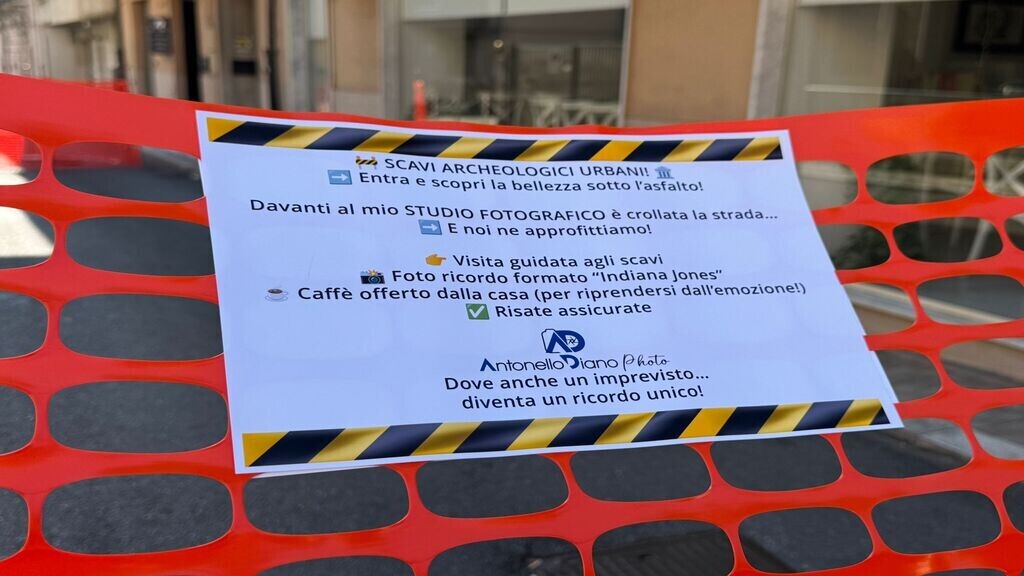 🚧 SCAVI ARCHEOLOGICI URBANI! 🏛️
➡️ Entra e scopri la bellezza sotto l'asfalto!
Davanti al mio STUDIO FOTOGRAFICO è crollata la strada...
➡️ E noi ne approfittiamo!
👉 Visita guidata agli scavi
📸 Foto ricordo formato “Indiana Jones”
☕ Caffè offerto dalla casa (per riprendersi dall'emozione!)
✅ Risate assicurate
AD
AntonelloDiano Photo
Dove anche un imprevisto...
diventa un ricordo unico!